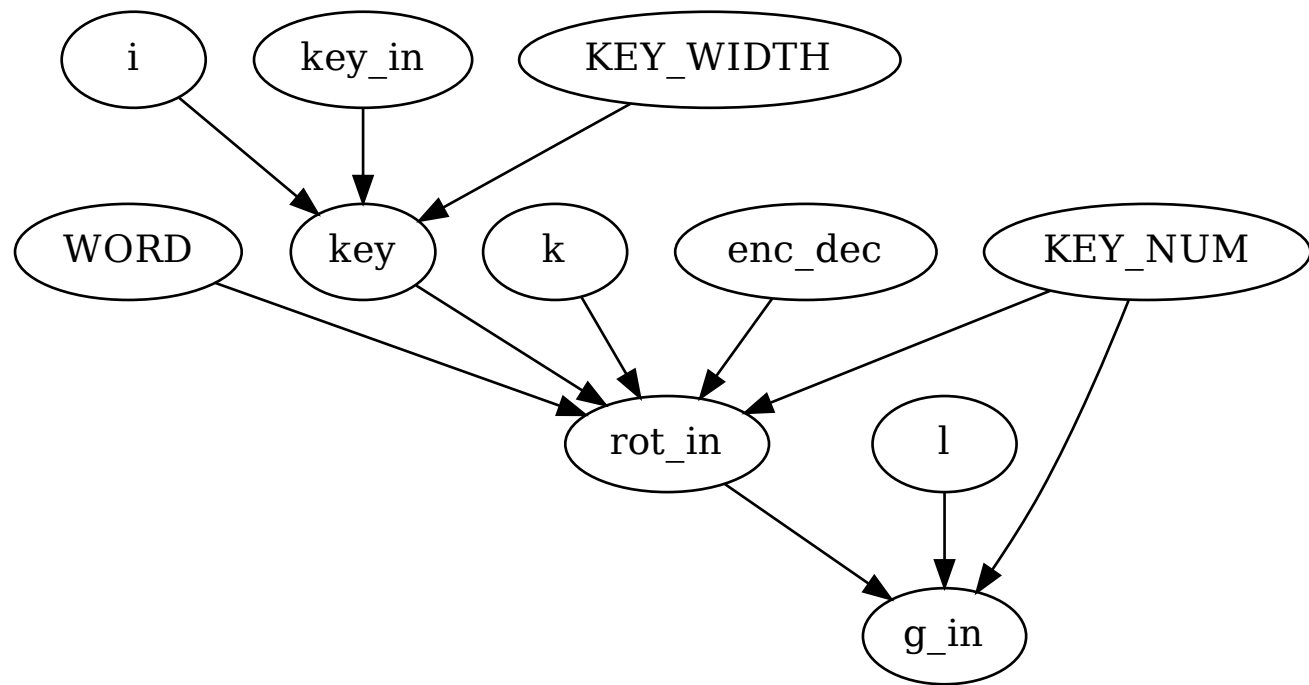 i
key_in
KEY_WIDTH
WORD
key
k
enc_dec
KEY_NUM
rot_in
l
g_in